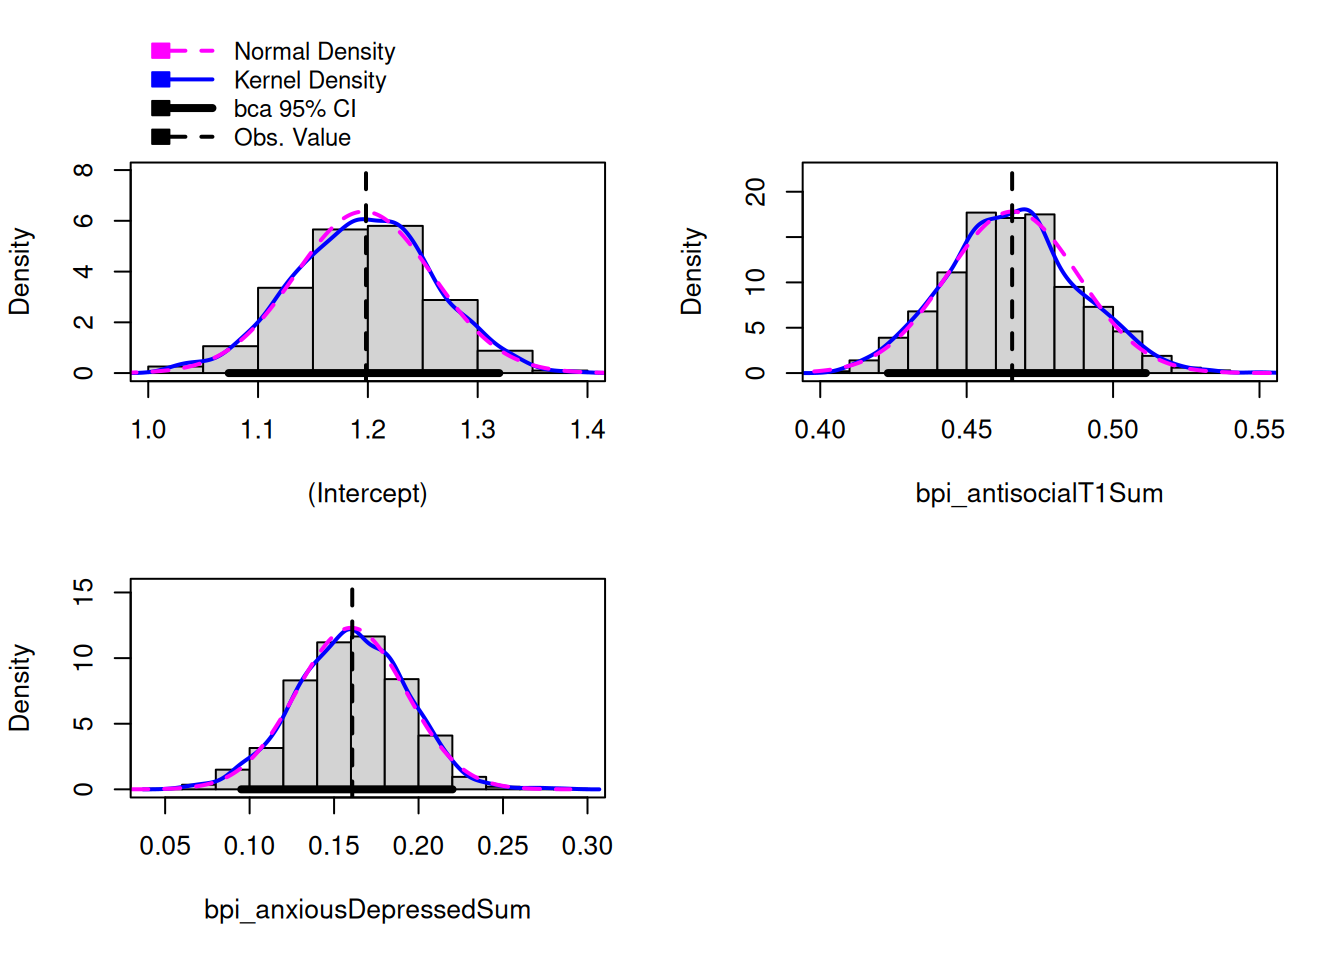 Normal Density
Kernel Density
bca 95% CI
Obs. Value
Density
0 2 4 6 8
1.0 1.1 1.2 1.3 1.4
(Intercept)
Density
0 5 10 20
0.40 0.45 0.50 0.55
bpi_antisocialT1Sum
Density
0 5 10 15
0.05 0.10 0.15 0.20 0.25 0.30
bpi_anxiousDepressedSum